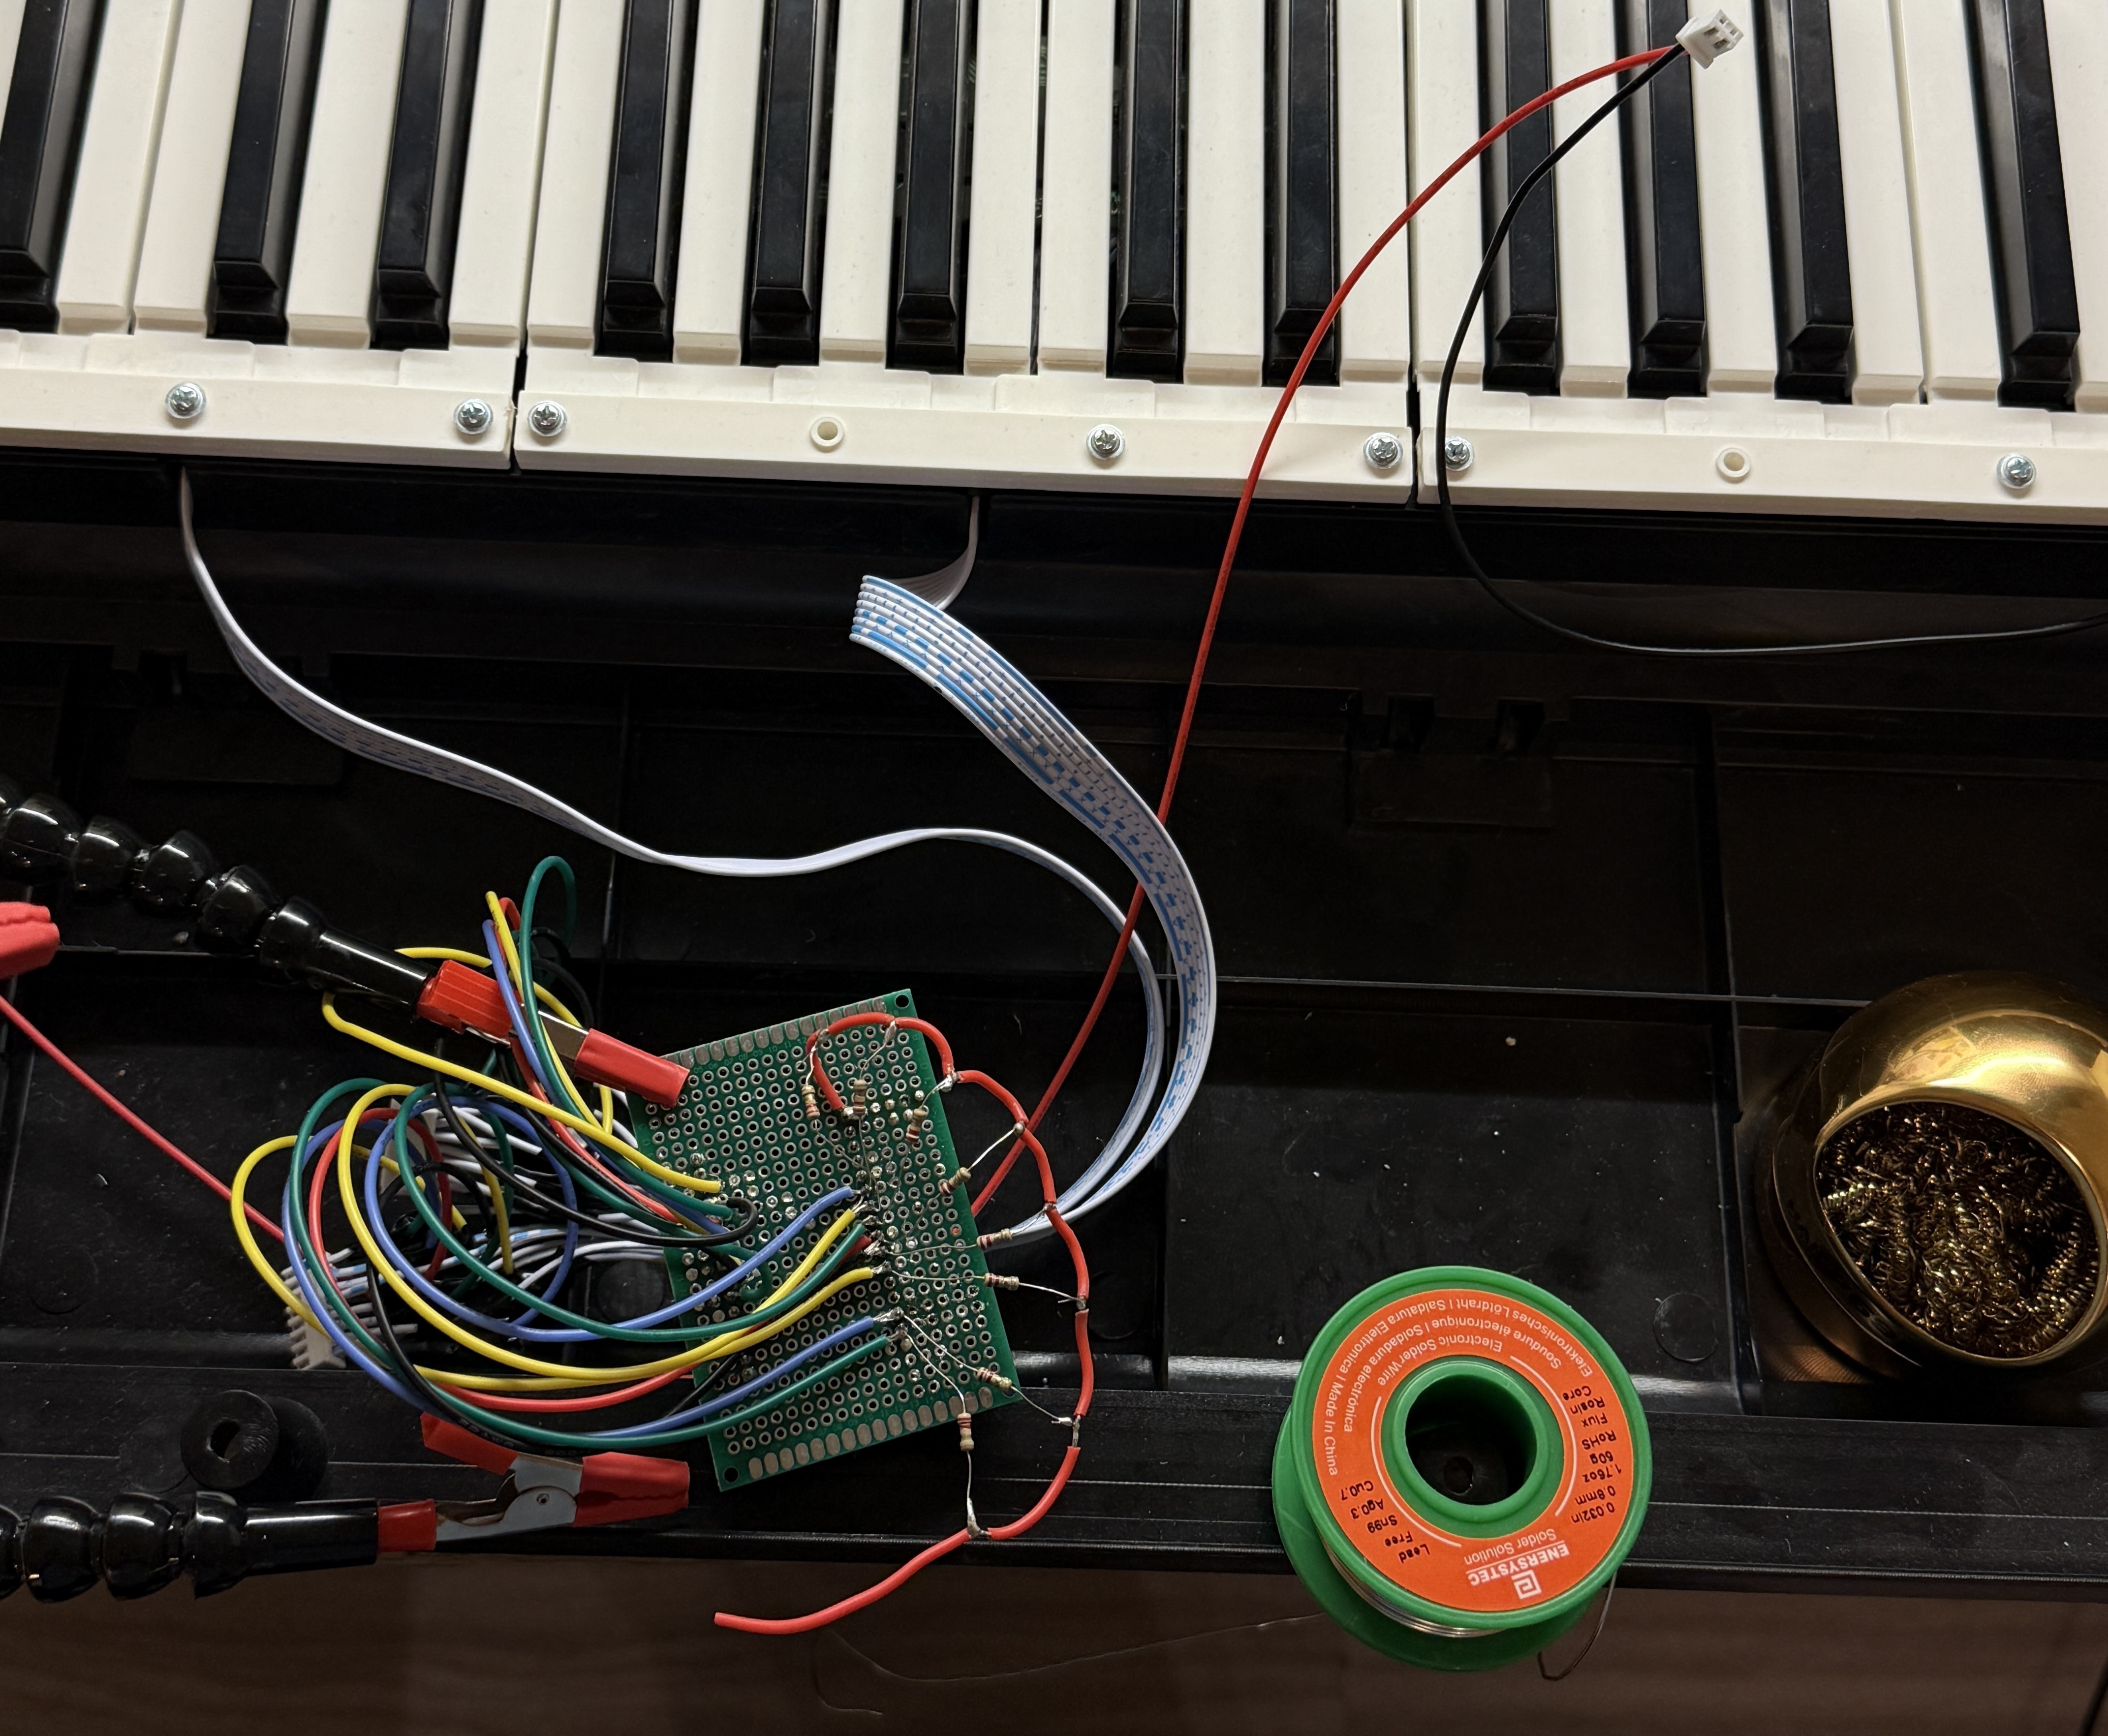 ENERSYSTEC
Solder Solution
Lead
Free
Sn99
Ag0.3
Cu0.7
0.032in
0.8mm
1.76oz
50g
RoHS
Flux
Rosin
Core
Electronic Solder Wire
Soudure électronique | Soldadura electrónica
Elektronisches Lötdraht | Saldatura Elettronica | Made In China